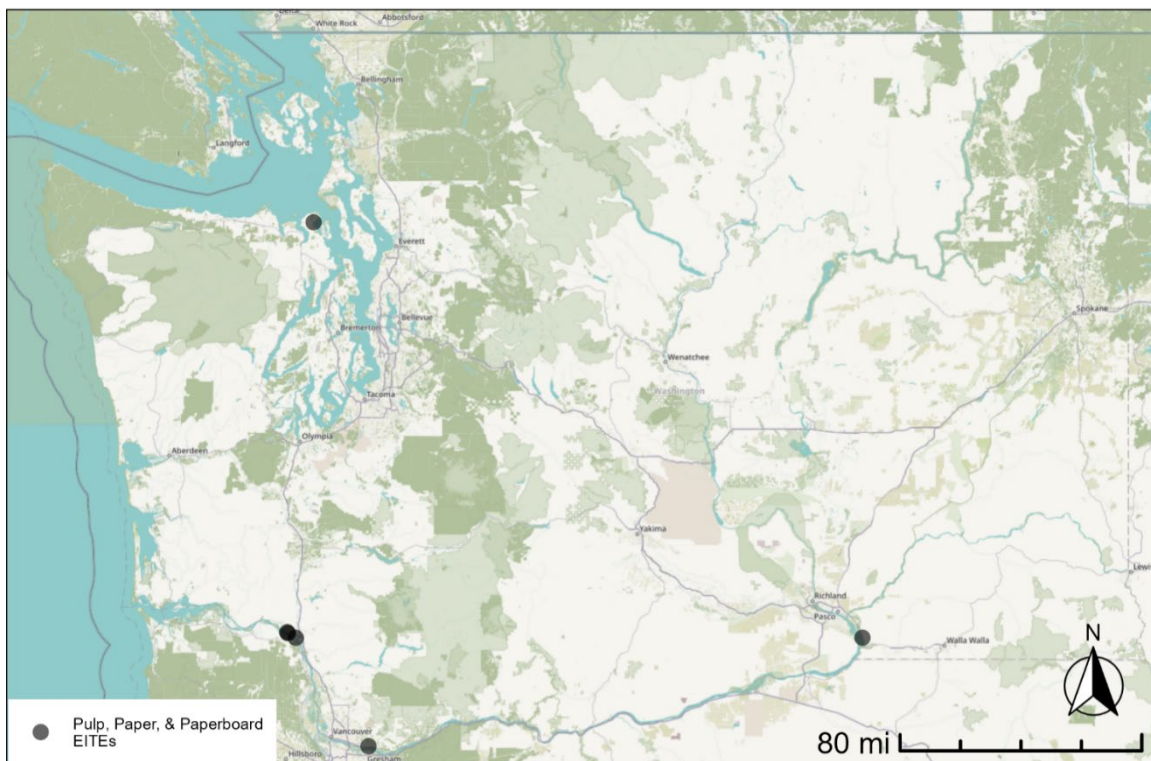 White Rock
Abbotsford
Bellingham
Langford
Everett
Bellevue
Bremerton
Spokane
Wenatchee
Washington
Tacoma
Olympia
Aberdeen
Yakima
Richland
Pasco
Walla Walla
N
Pulp, Paper, & Paperboard
EITEs
Vancouver
Hillsboro
Gresham
80 mi